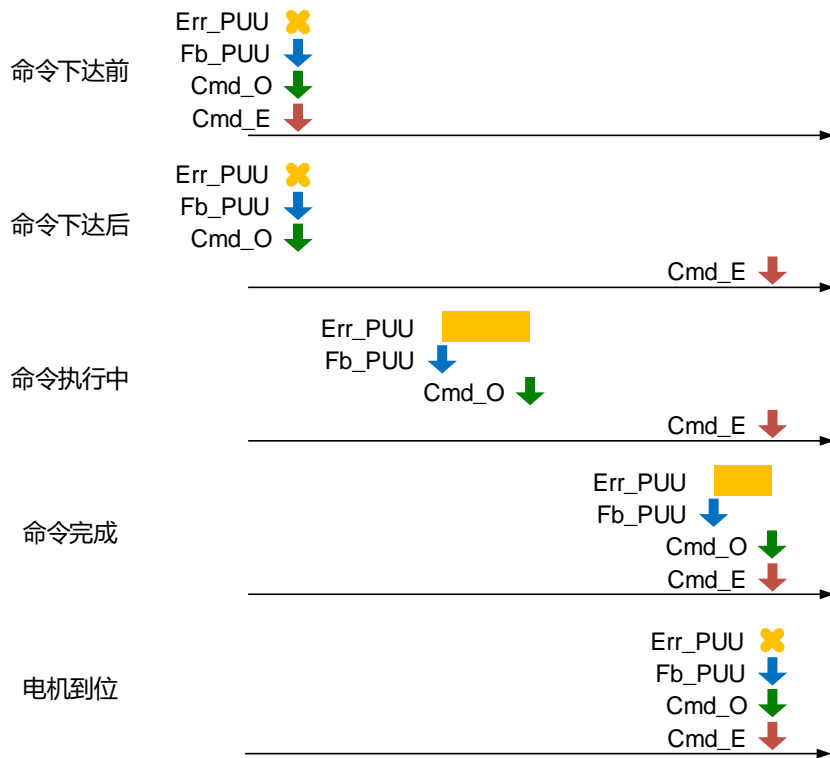 Err_PUU
Fb_PUU
命令下达前
Cmd_O
Cmd_E
Err_PUU
Fb_PUU
命令下达后
Cmd_O
Cmd_E
Err_PUU
Fb_PUU
命令执行中
Cmd_O
Cmd_E
Err_PUU
Fb_PUU
命令完成
Cmd_O
Cmd_E
Err_PUU
Fb_PUU
电机到位
Cmd_O
Cmd_E